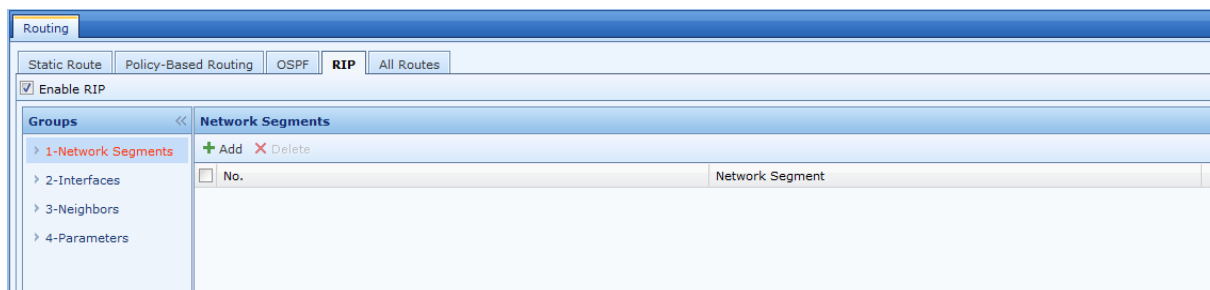 Routing
Static Route Policy-Based Routing OSPF RIP All Routes
Enable RIP
Groups Network Segments
1-Network Segments Add Delete
No. Network Segment
2-Interfaces
3-Neighbors
4-Parameters